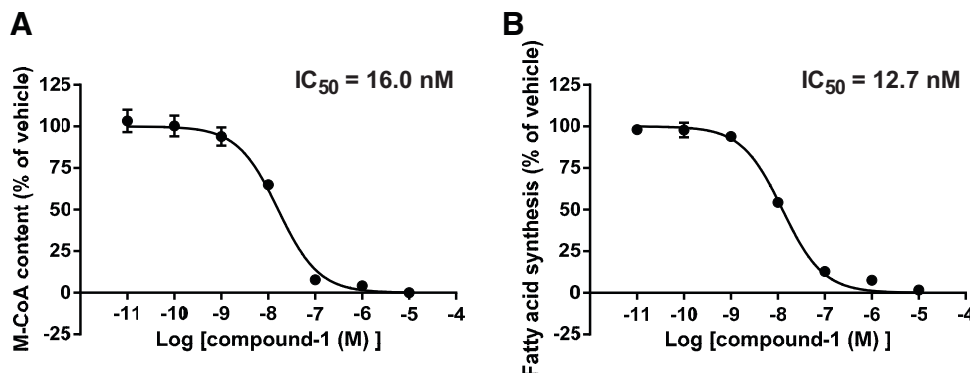 A
IC50 = 16.0 nM
M-CoA content (% of vehicle)
125
100
75
50
25
0
-25
-11 -10 -9 -8 -7 -6 -5 -4
Log [compound-1 (M) ]
B
IC50 = 12.7 nM
Fatty acid synthesis (% of vehicle)
125
100
75
50
25
0
-25
-11 -10 -9 -8 -7 -6 -5 -4
Log [compound-1 (M) ]